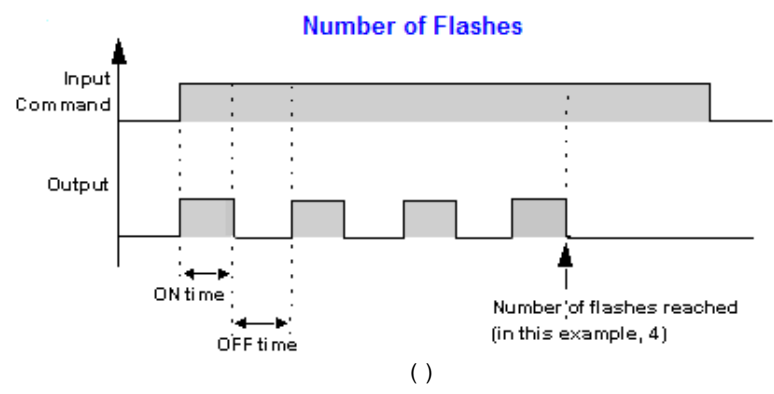 Number of Flashes
Input
Command
Output
ON time
OFF time
Number of flashes reached
(in this example, 4)
( )